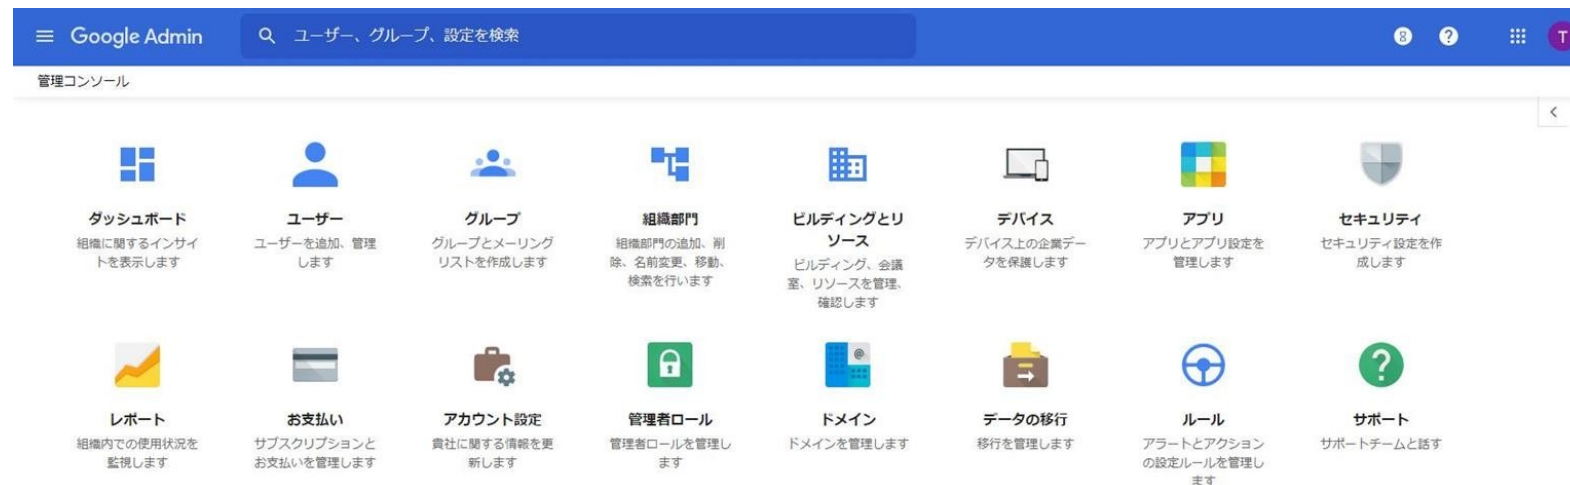 Google Admin
ユーザー、グループ、設定を検索
8
?
T
管理コンソール
ダッシュボード
組織に関するインサイ
トを表示します
ユーザー
ユーザーを追加、管理
します
グループ
グループとメーリング
リストを作成します
組織部門
組織部門の追加、削
除、名前変更、移動、
検索を行います
ビルディングとリ
ソース
ビルディング、会議
室、リソースを管理、
確認します
デバイス
デバイス上の企業デー
タを保護します
アプリ
アプリとアプリ設定を
管理します
セキュリティ
セキュリティ設定を作
成します
@
?
レポート
組織内での使用状況を
監視します
お支払い
サブスクリプションと
お支払いを管理します
アカウント設定
貴社に関する情報を更
新します
管理者ロール
管理者ロールを管理し
ます
ドメイン
ドメインを管理します
データの移行
移行を管理します
ルール
アラートとアクション
の設定ルールを管理し
ます
サポート
サポートチームと話す